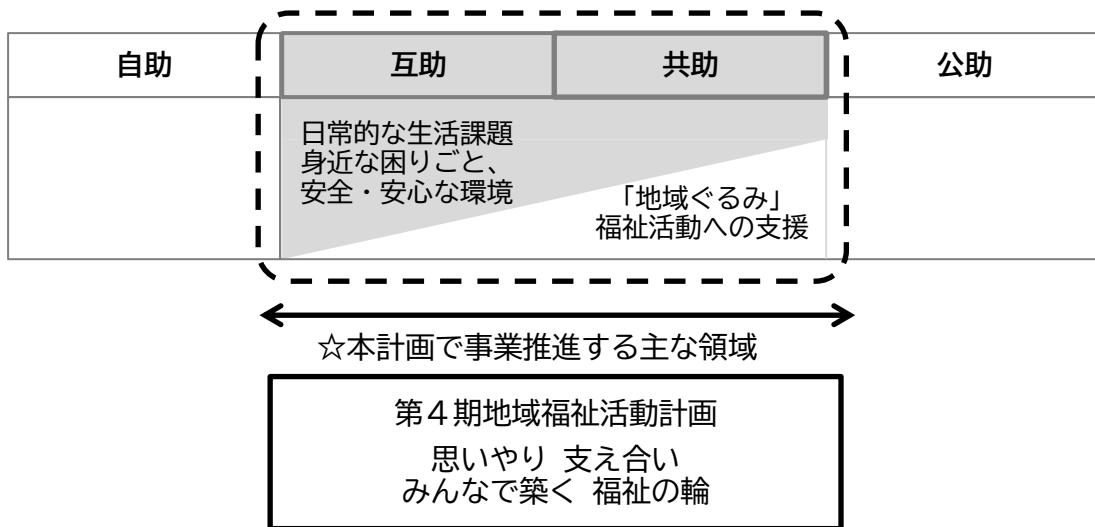 自助 互助 共助 公助
日常的な生活課題
身近な困りごと、
安全・安心な環境
「地域ぐるみ」
福祉活動への支援
☆本計画で事業推進する主な領域
第４期地域福祉活動計画
思いやり 支え合い
みんなで築く 福祉の輪